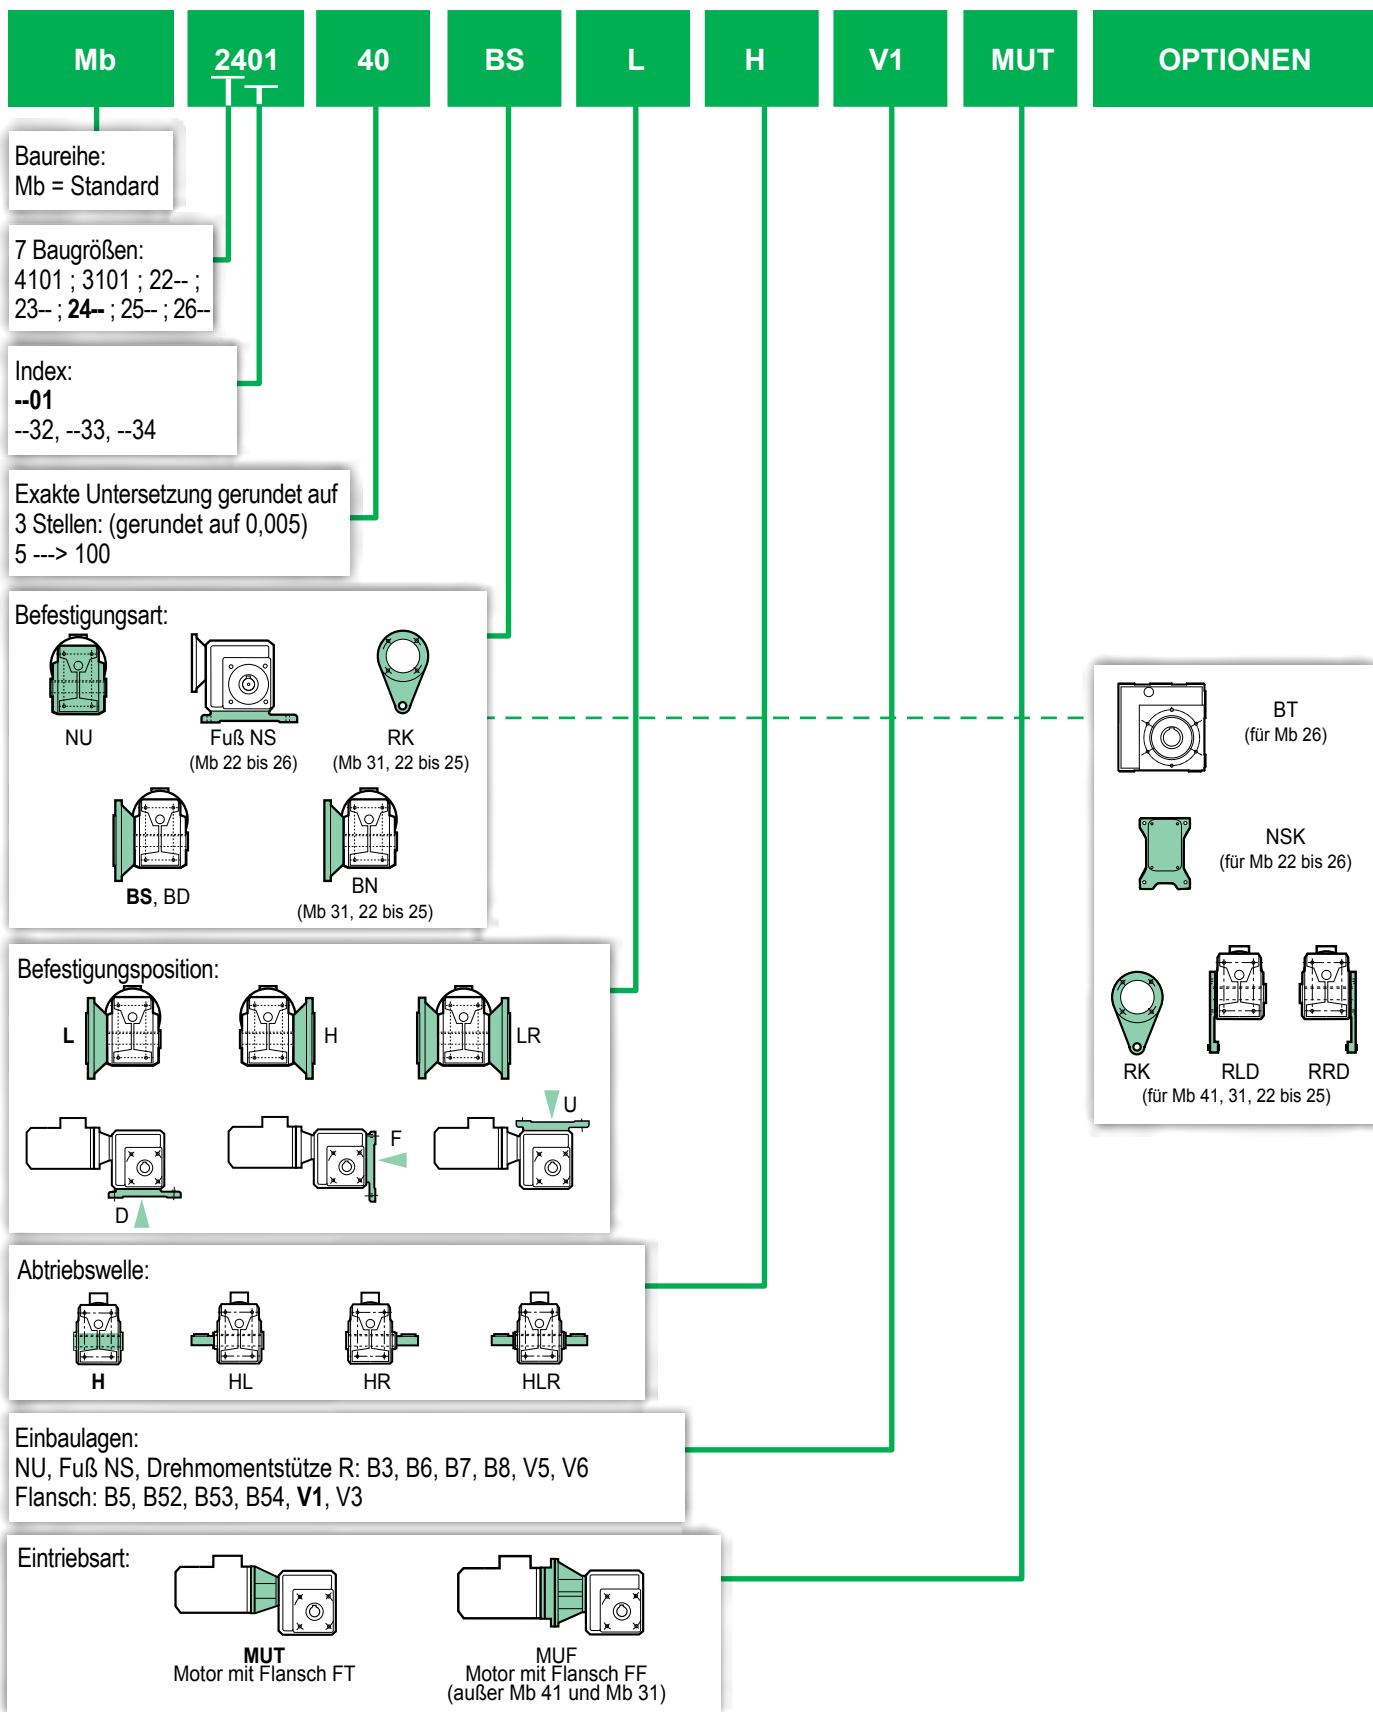 Mb 2401 40 BS L H V1 MUT OPTIONEN
Baureihe:
Mb = Standard
7 Baugrößen:
4101 ; 3101 ; 22-- ;
23-- ; 24-- ; 25-- ; 26--
Index:
--01
--32, --33, --34
Exakte Untersetzung gerundet auf
3 Stellen: (gerundet auf 0,005)
5 ---> 100
Befestigungsart:
NU Fuß NS RK
(Mb 22 bis 26) (Mb 31, 22 bis 25)
BS, BD BN
(Mb 31, 22 bis 25)
BT
(für Mb 26)
NSK
(für Mb 22 bis 26)
RK RLD RRD
(für Mb 41, 31, 22 bis 25)
Befestigungsposition:
L H LR
D F U
Abtriebswelle:
H HL HR HLR
Einbaulagen:
NU, Fuß NS, Drehmomentstütze R: B3, B6, B7, B8, V5, V6
Flansch: B5, B52, B53, B54, V1, V3
Eintriebsart:
MUT MUF
Motor mit Flansch FT Motor mit Flansch FF
(außer Mb 41 und Mb 31)